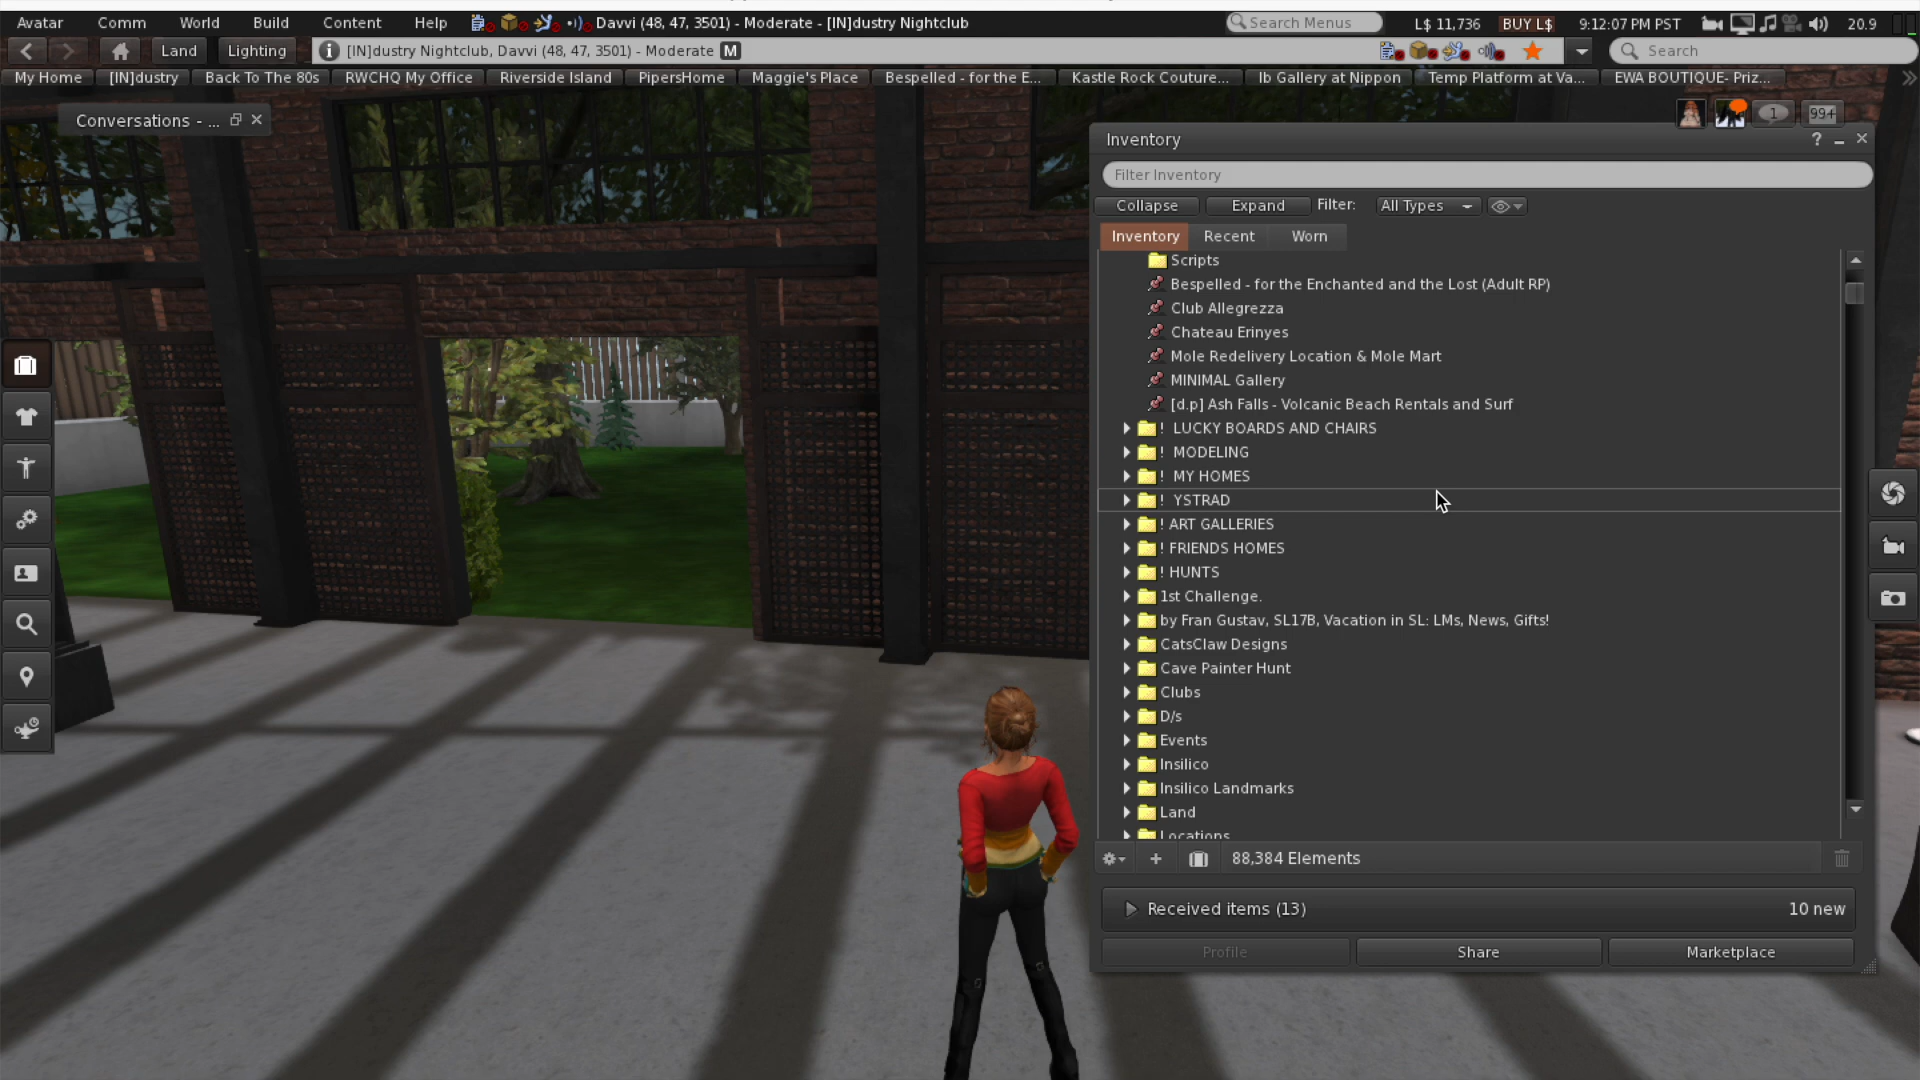 Avatar Comm World Build Content Help Davvi (48, 47, 3501) - Moderate - [IN]dustry Nightclub Search Menus L$ 11,736 BUY L$ 9:12:07 PM PST 20.9
Land Lighting [IN]dustry Nightclub, Davvi (48, 47, 3501) - Moderate M Search
My Home [IN]dustry Back To The 80s RWCHQ My Office Riverside Island PipersHome Maggie's Place Bespelled - for the E... Kastle Rock Couture... Ib Gallery at Nippon Temp Platform at Va... EWA BOUTIQUE- Priz...
1 99+
Conversations - ...
Inventory ?
Filter Inventory
Collapse Expand Filter: All Types
Inventory Recent Worn
Scripts
Bespelled - for the Enchanted and the Lost (Adult RP)
Club Allegrezza
Chateau Erinyes
Mole Redelivery Location & Mole Mart
MINIMAL Gallery
[d.p] Ash Falls - Volcanic Beach Rentals and Surf
! LUCKY BOARDS AND CHAIRS
! MODELING
! MY HOMES
! YSTRAD
! ART GALLERIES
! FRIENDS HOMES
! HUNTS
1st Challenge.
by Fran Gustav, SL17B, Vacation in SL: LMs, News, Gifts!
CatsClaw Designs
Cave Painter Hunt
Clubs
D/s
Events
Insilico
Insilico Landmarks
Land
Locations
88,384 Elements
Received items (13) 10 new
Profile Share Marketplace